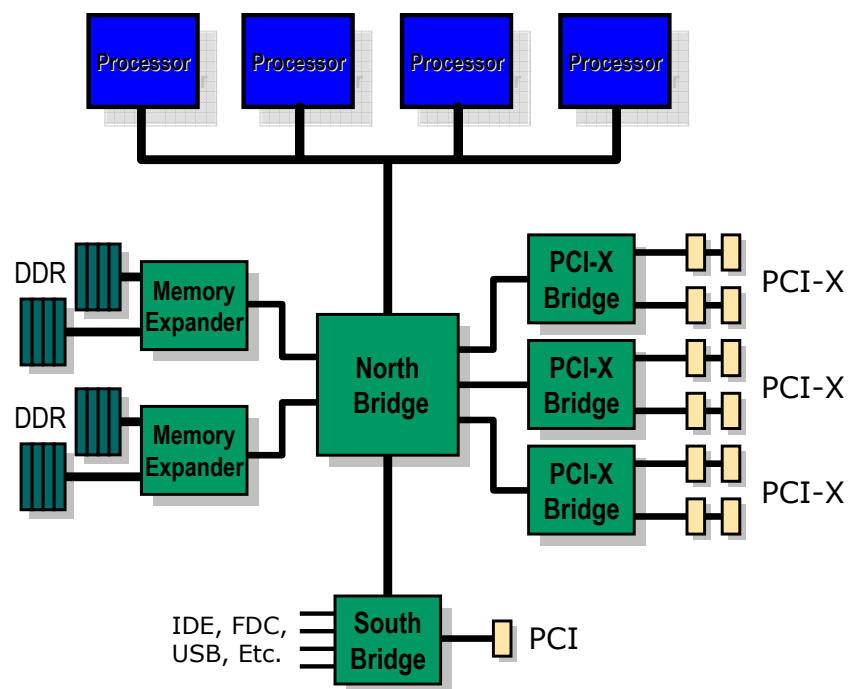 Processor
Processor
Processor
Processor
DDR
Memory
Expander
PCI-X
Bridge
PCI-X
North
Bridge
PCI-X
Bridge
PCI-X
DDR
Memory
Expander
PCI-X
Bridge
PCI-X
IDE, FDC,
USB, Etc.
South
Bridge
PCI